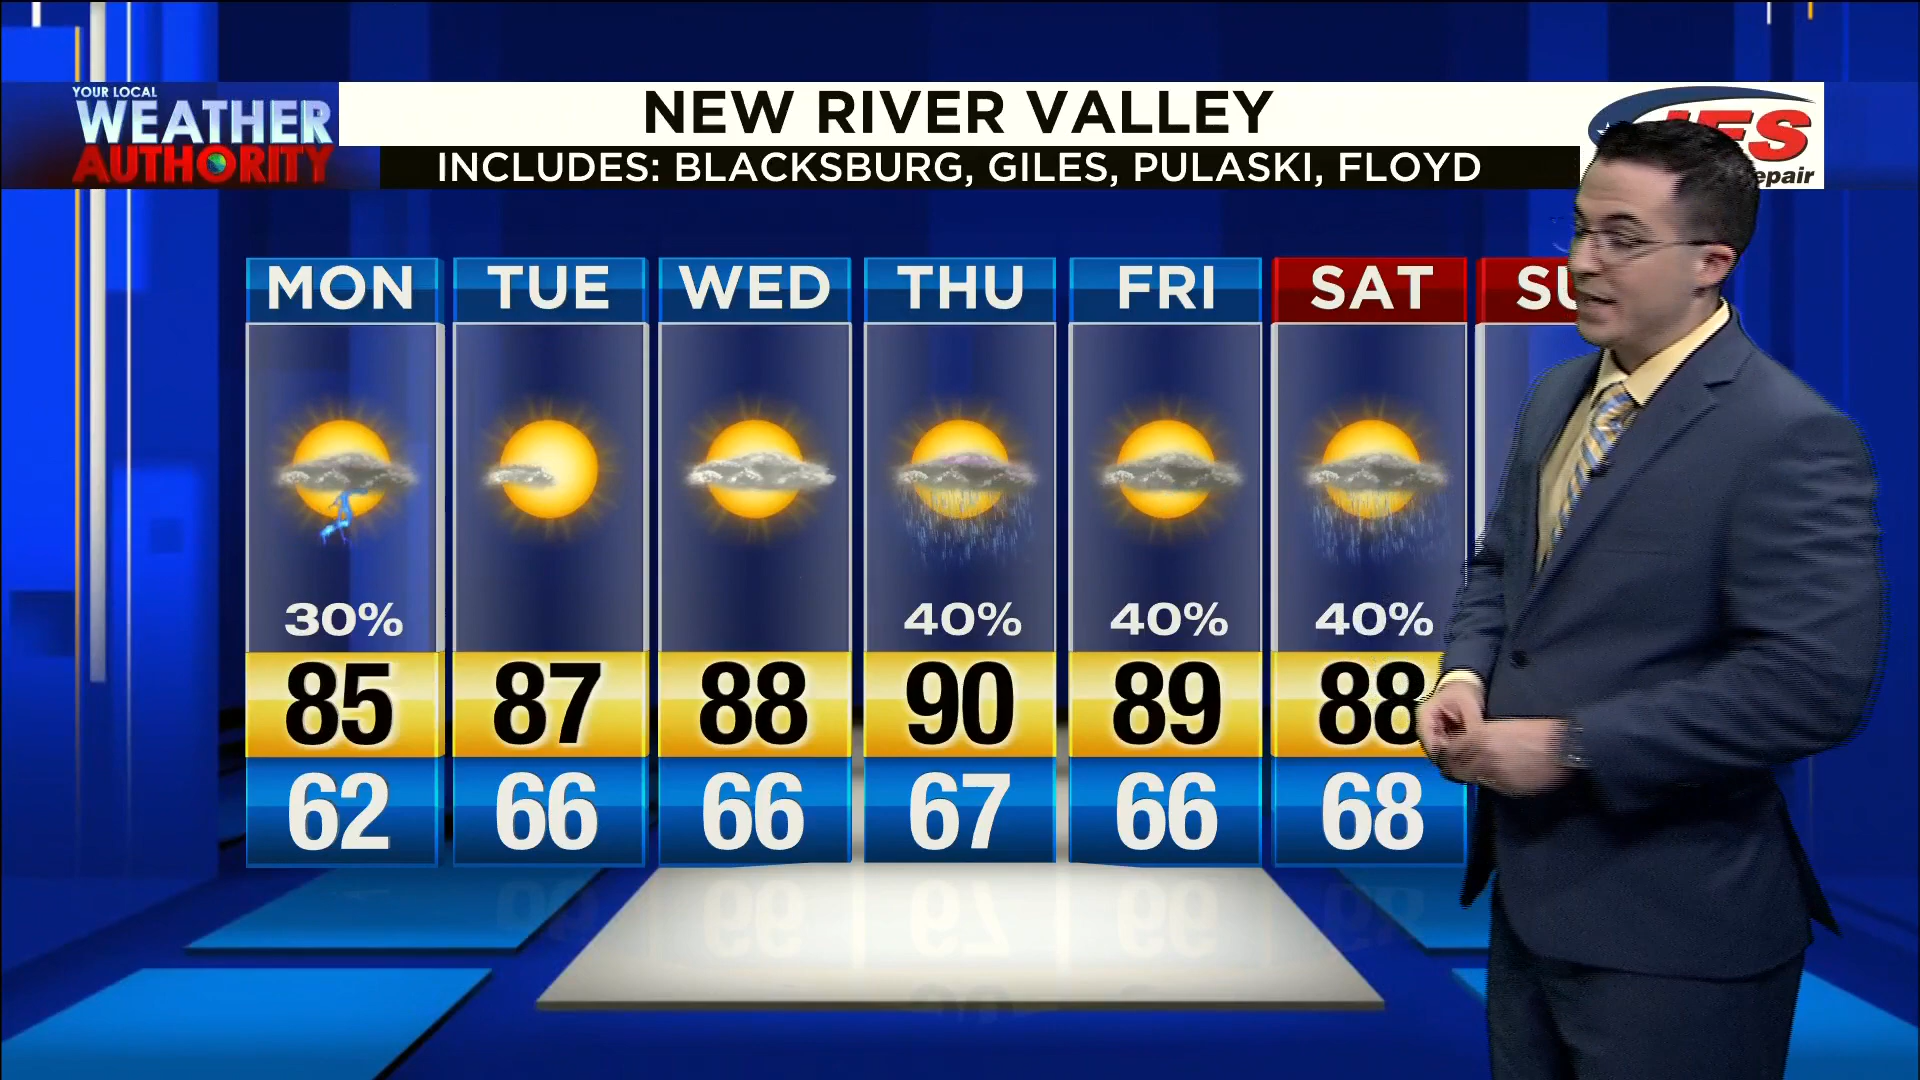 YOUR LOCAL
WEATHER
AUTHORITY
NEW RIVER VALLEY
INCLUDES: BLACKSBURG, GILES, PULASKI, FLOYD
MON TUE WED THU FRI SAT
30% 40% 40% 40%
85 87 88 90 89 88
62 66 66 67 66 68